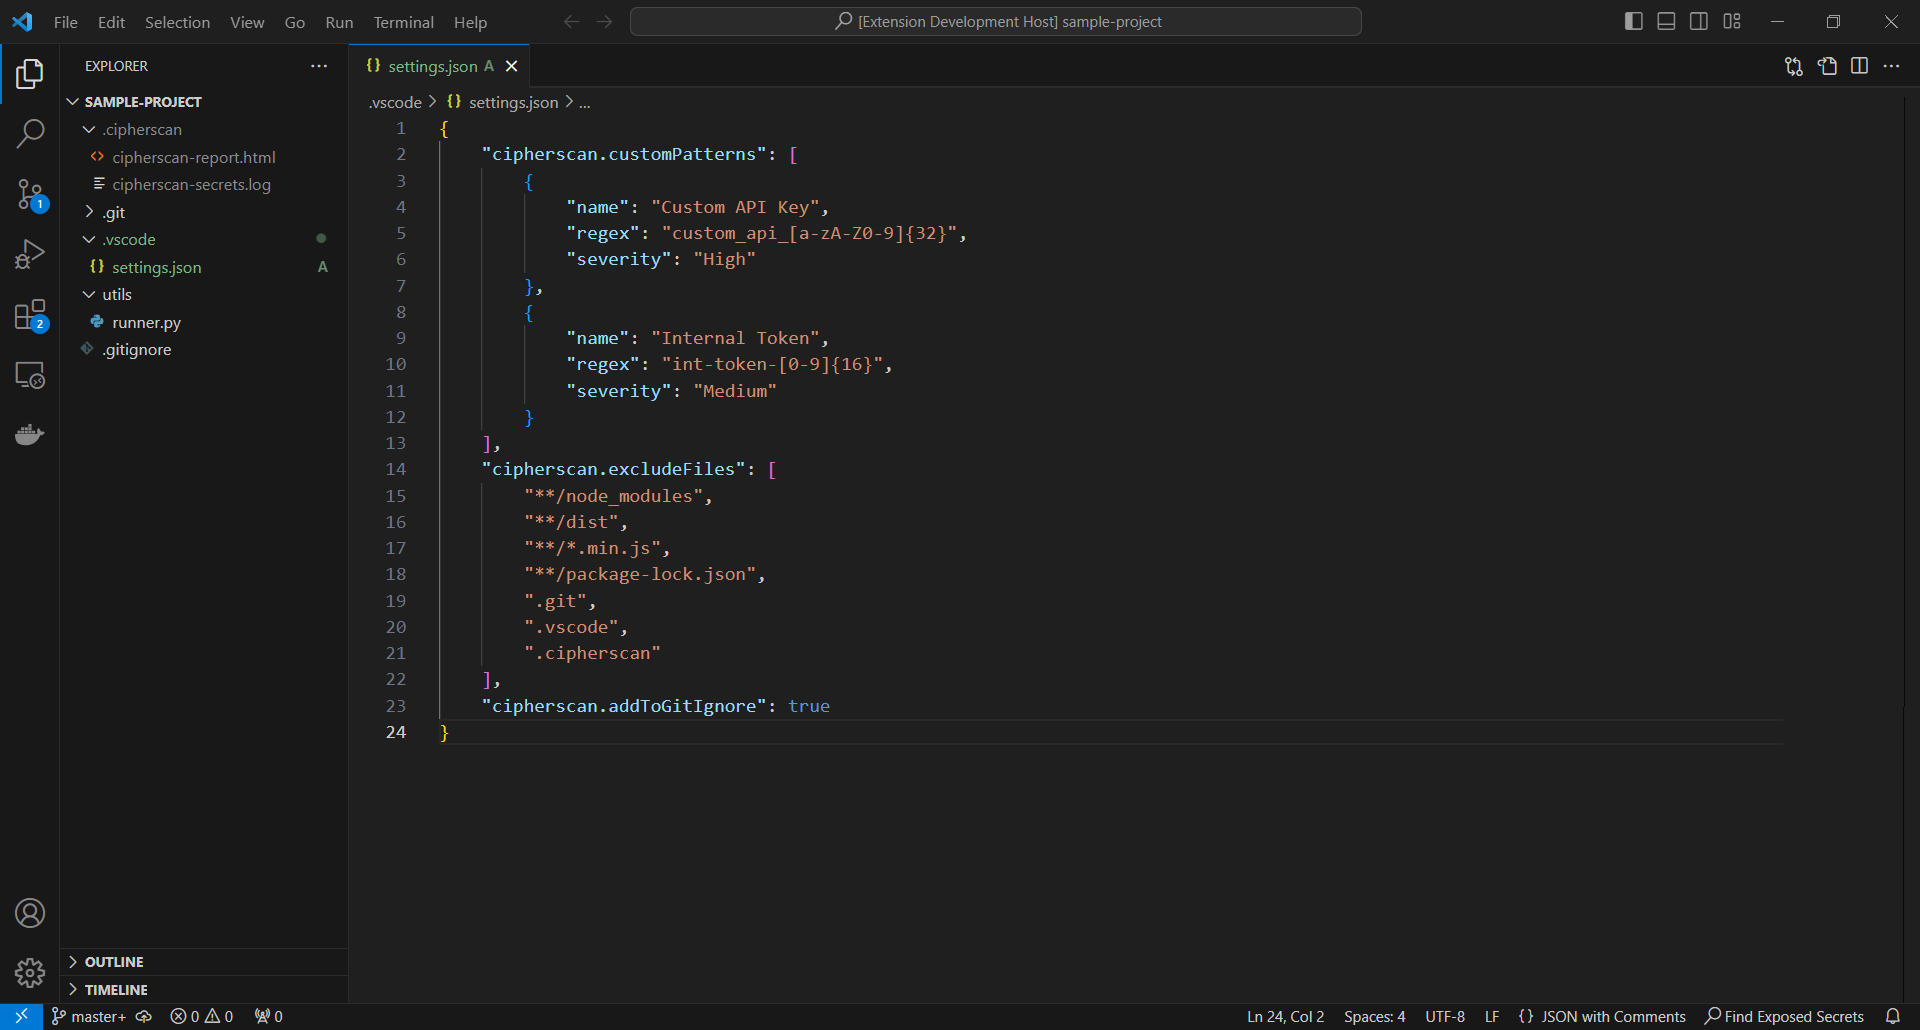 File Edit Selection View Go Run Terminal Help
[Extension Development Host] sample-project
EXPLORER
SAMPLE-PROJECT
.cipherscan
cipherscan-report.html
cipherscan-secrets.log
.git
.vscode
settings.json A
utils
runner.py
.gitignore
1
2
OUTLINE
TIMELINE
{} settings.json A
.vscode > {} settings.json > ...
1 {
2 "cipherscan.customPatterns": [
3 {
4 "name": "Custom API Key",
5 "regex": "custom_api_[a-zA-Z0-9]{32}",
6 "severity": "High"
7 },
8 {
9 "name": "Internal Token",
10 "regex": "int-token-[0-9]{16}",
11 "severity": "Medium"
12 }
13 ],
14 "cipherscan.excludeFiles": [
15 "**/node_modules",
16 "**/dist",
17 "**/*.min.js",
18 "**/package-lock.json",
19 ".git",
20 ".vscode",
21 ".cipherscan"
22 ],
23 "cipherscan.addToGitIgnore": true
24 }
master+ 0 0 0 Ln 24, Col 2 Spaces: 4 UTF-8 LF {} JSON with Comments Find Exposed Secrets